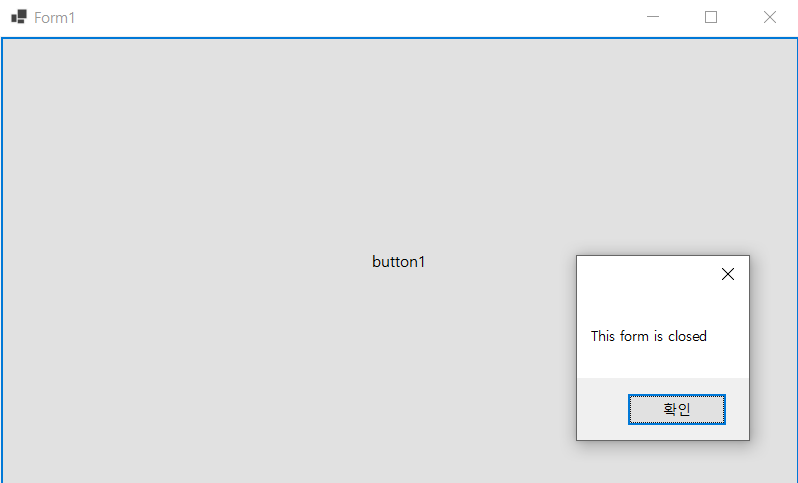 Form1
button1
This form is closed
확인